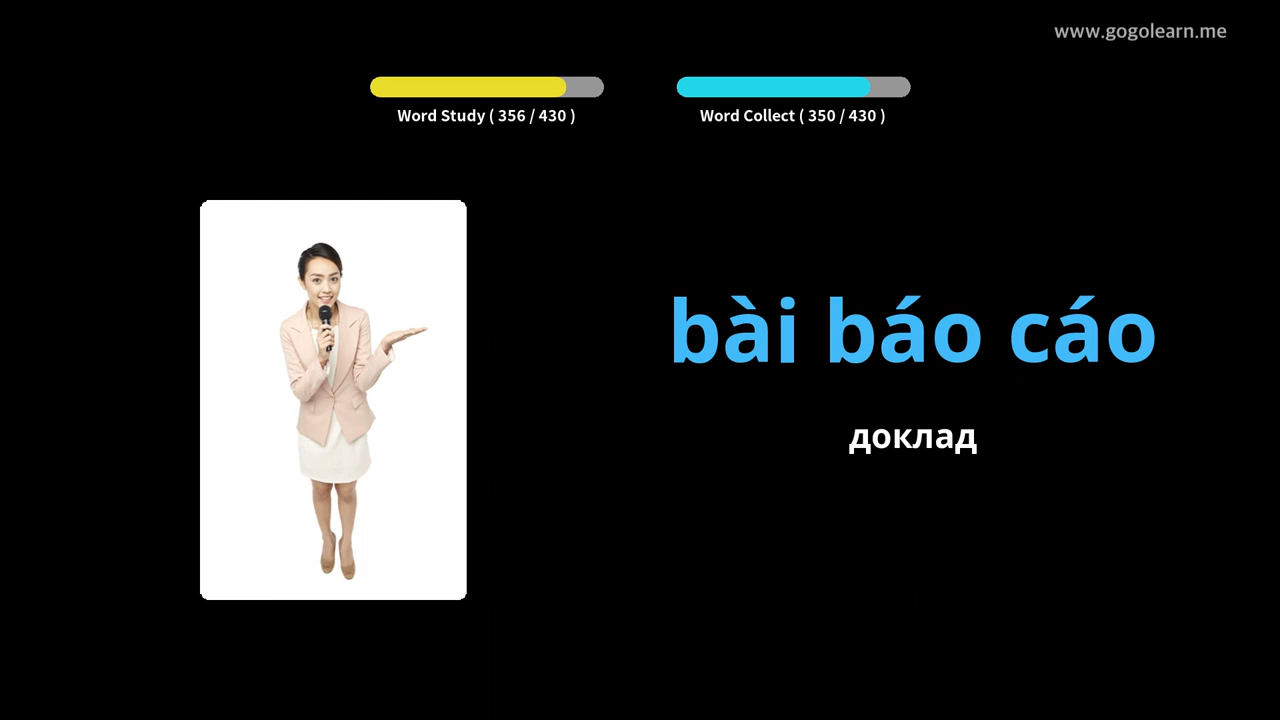 www.gogolearn.me
Word Study ( 356 / 430 )
Word Collect ( 350 / 430 )
bài báo cáo
доклад